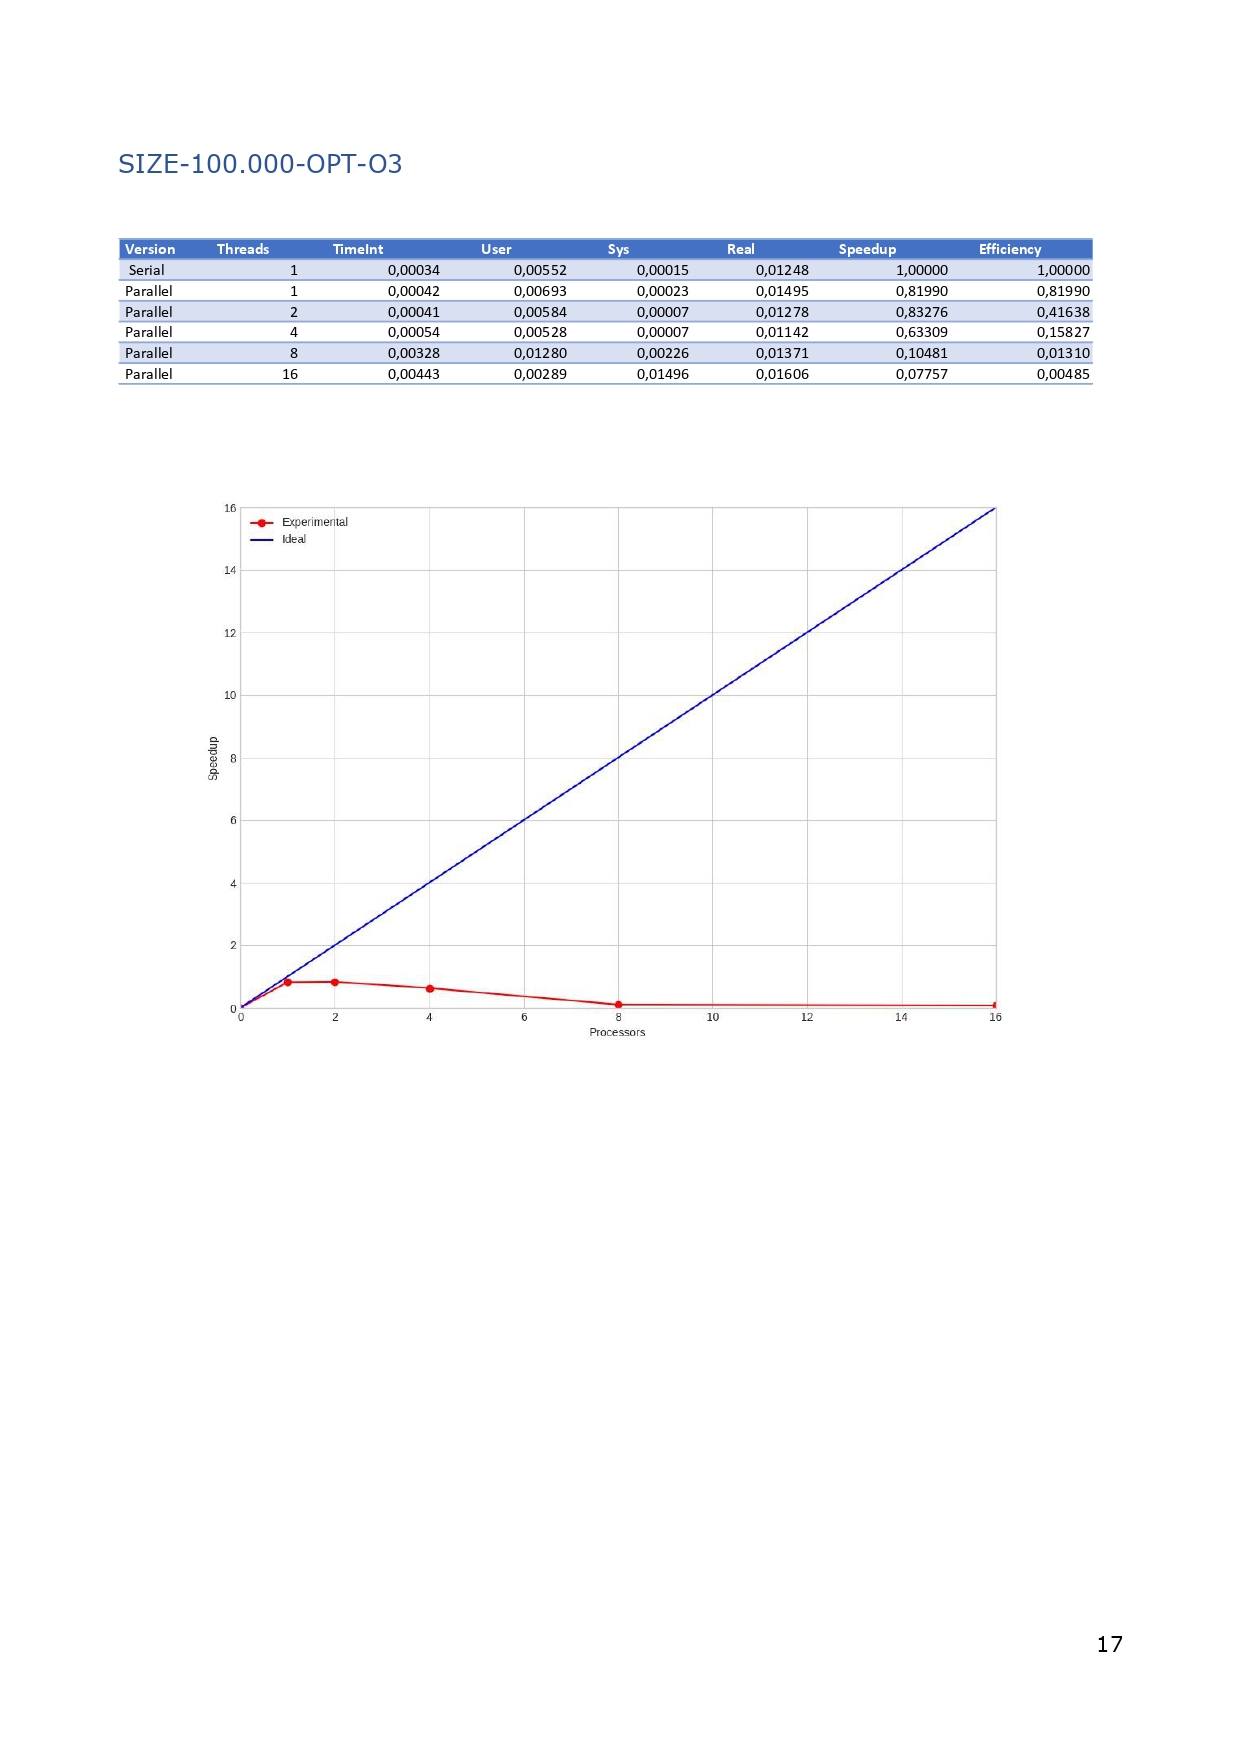 SIZE-100.000-OPT-O3
Version Threads TimeInt User Sys Real Speedup Efficiency
Serial 1 0,00034 0,00552 0,00015 0,01248 1,00000 1,00000
Parallel 1 0,00042 0,00693 0,00023 0,01495 0,81990 0,81990
Parallel 2 0,00041 0,00584 0,00007 0,01278 0,83276 0,41638
Parallel 4 0,00054 0,00528 0,00007 0,01142 0,63309 0,15827
Parallel 8 0,00328 0,01280 0,00226 0,01371 0,10481 0,01310
Parallel 16 0,00443 0,00289 0,01496 0,01606 0,07757 0,00485
Experimental
Ideal
16
14
12
10
8
6
4
2
0
Speedup
0 2 4 6 8 10 12 14 16
Processors
17